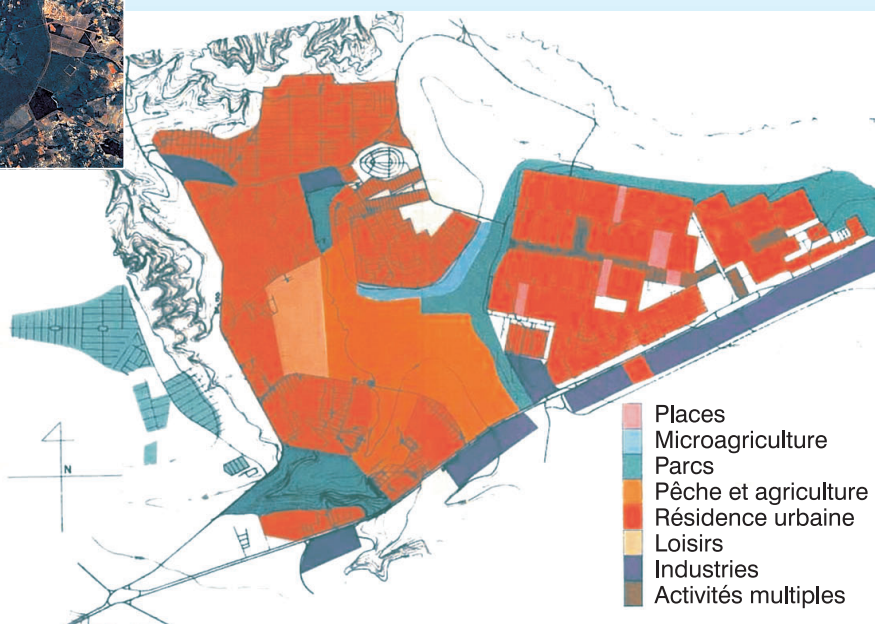 N
Places
Microagriculture
Parcs
Pêche et agriculture
Résidence urbaine
Loisirs
Industries
Activités multiples